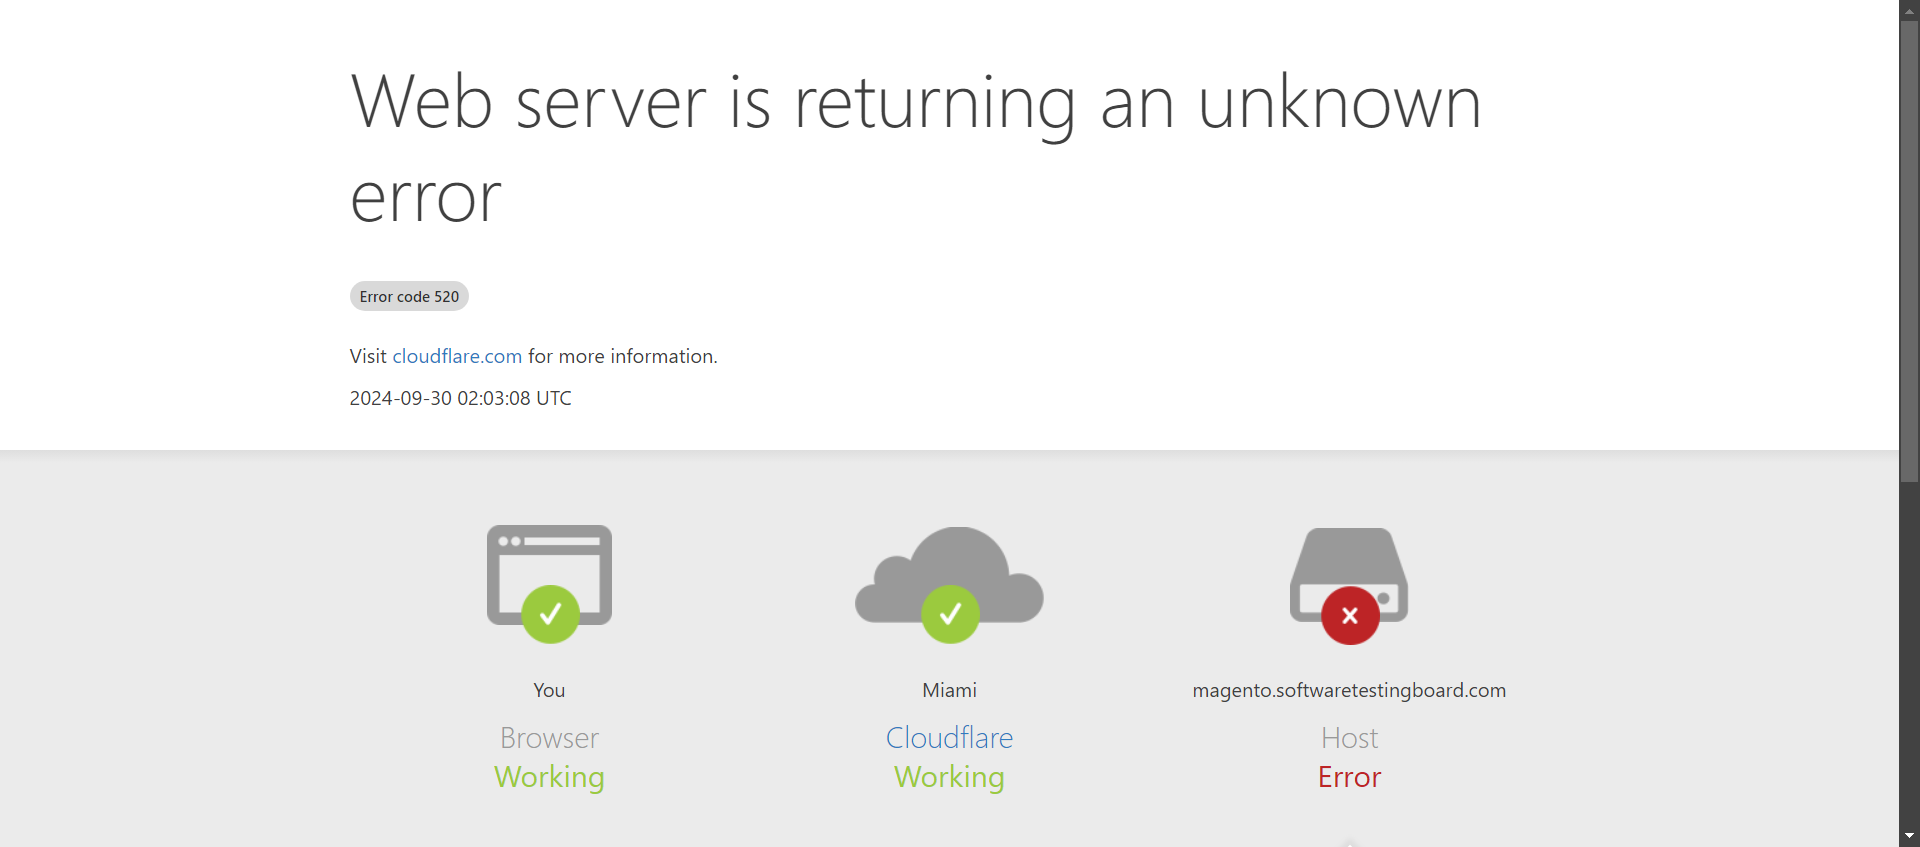 Web server is returning an unknown
error
Error code 520
Visit cloudflare.com for more information.
2024-09-30 02:03:08 UTC
You
Browser
Working
Miami
Cloudflare
Working
magento.softwaretestingboard.com
Host
Error